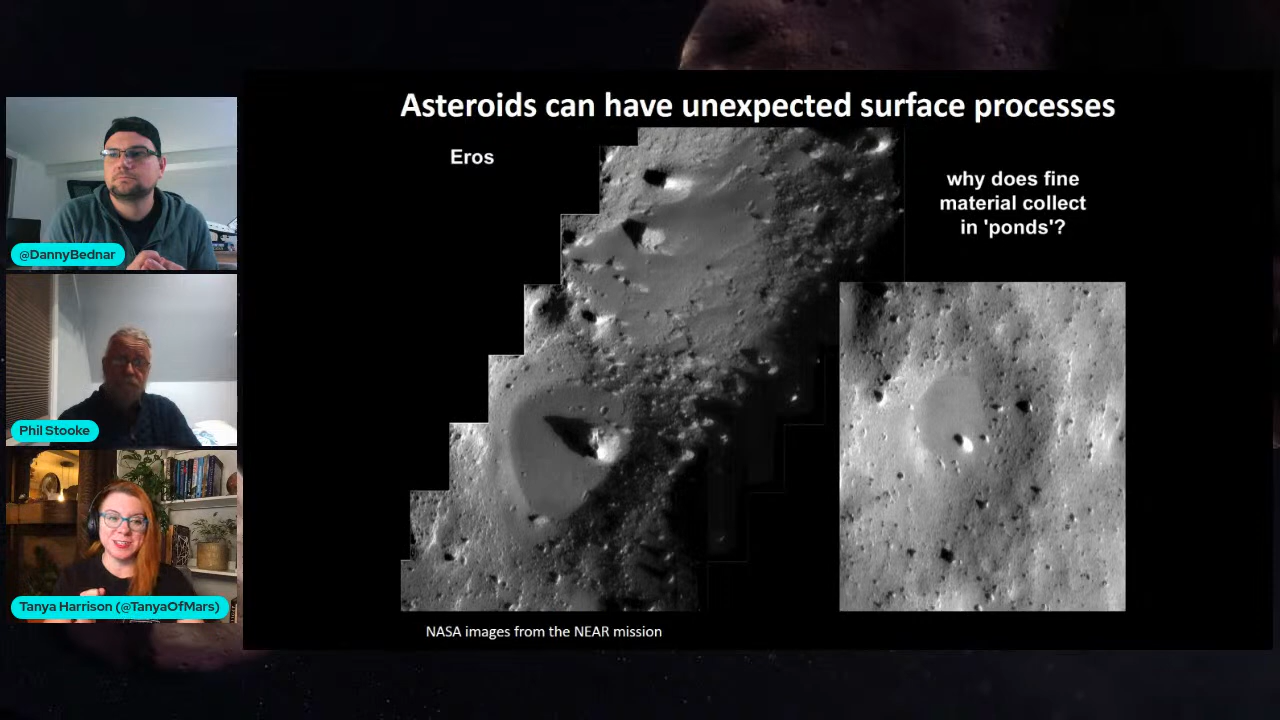 Asteroids can have unexpected surface processes
Eros
why does fine
material collect
in 'ponds'?
NASA images from the NEAR mission
@DannyBednar
Phil Stooke
Tanya Harrison (@TanyaOfMars)